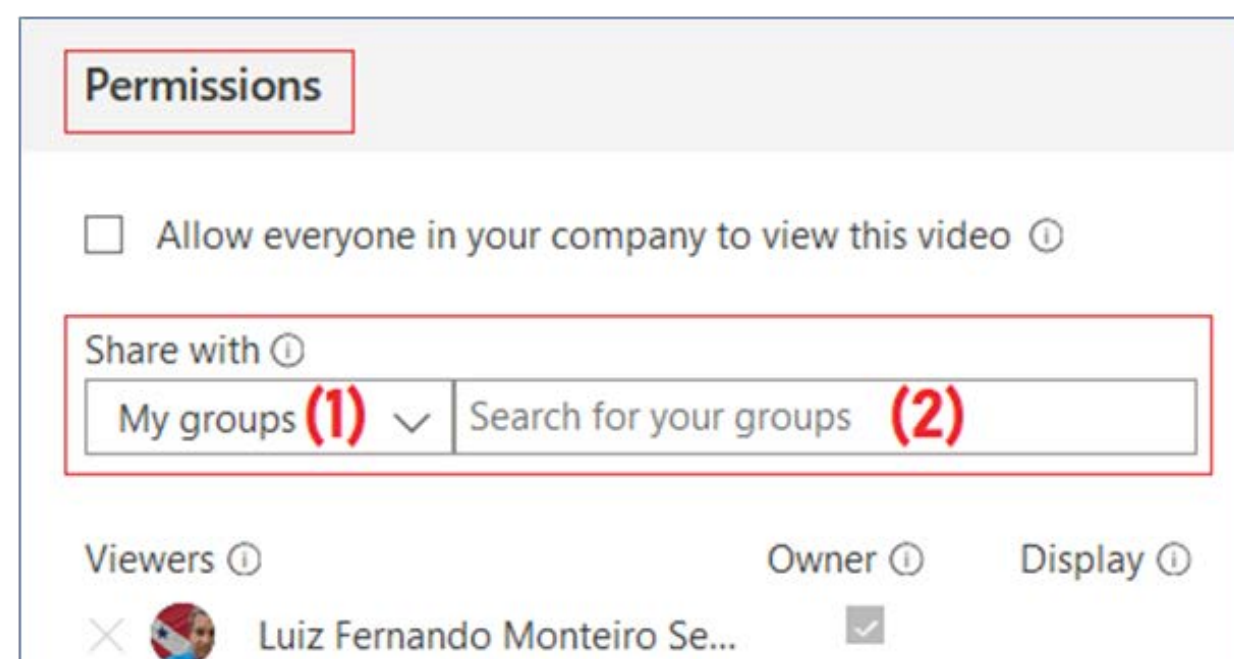 Permissions
Allow everyone in your company to view this video
Share with
My groups (1) Search for your groups (2)
Viewers Owner Display
Luiz Fernando Monteiro Se...